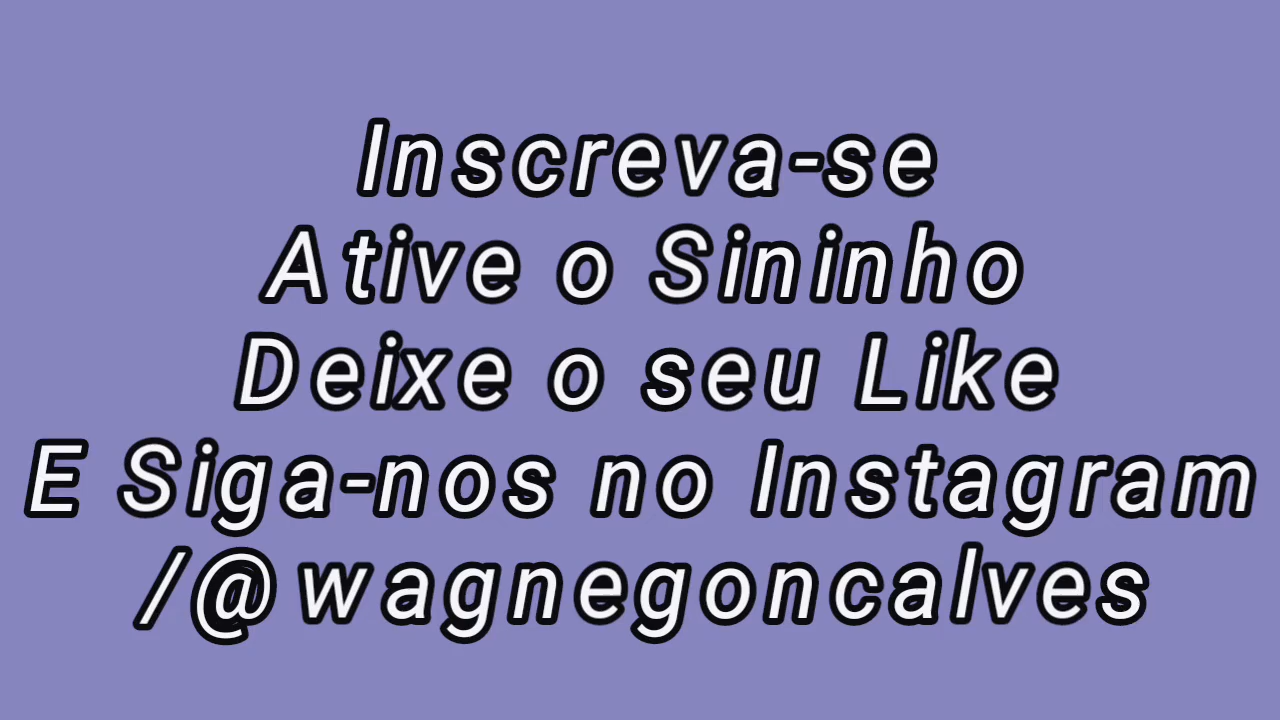 Inscreva-se
Ative o Sininho
Deixe o seu Like
E Siga-nos no Instagram
/@wagnegoncalves